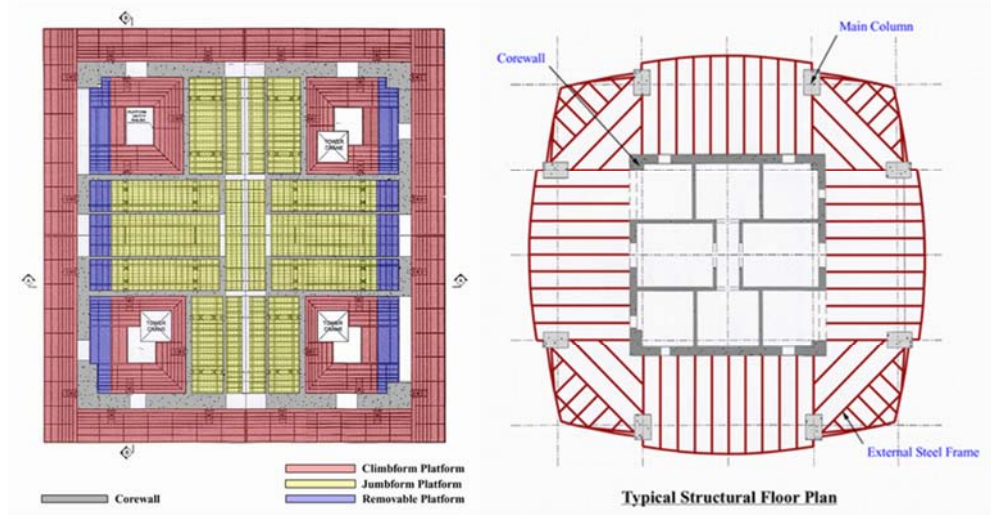 TOWER
CRANE
TOWER
CRANE
TOWER
CRANE
Corewall
Climbform Platform
Jumbform Platform
Removable Platform
Main Column
Corewall
External Steel Frame
Typical Structural Floor Plan